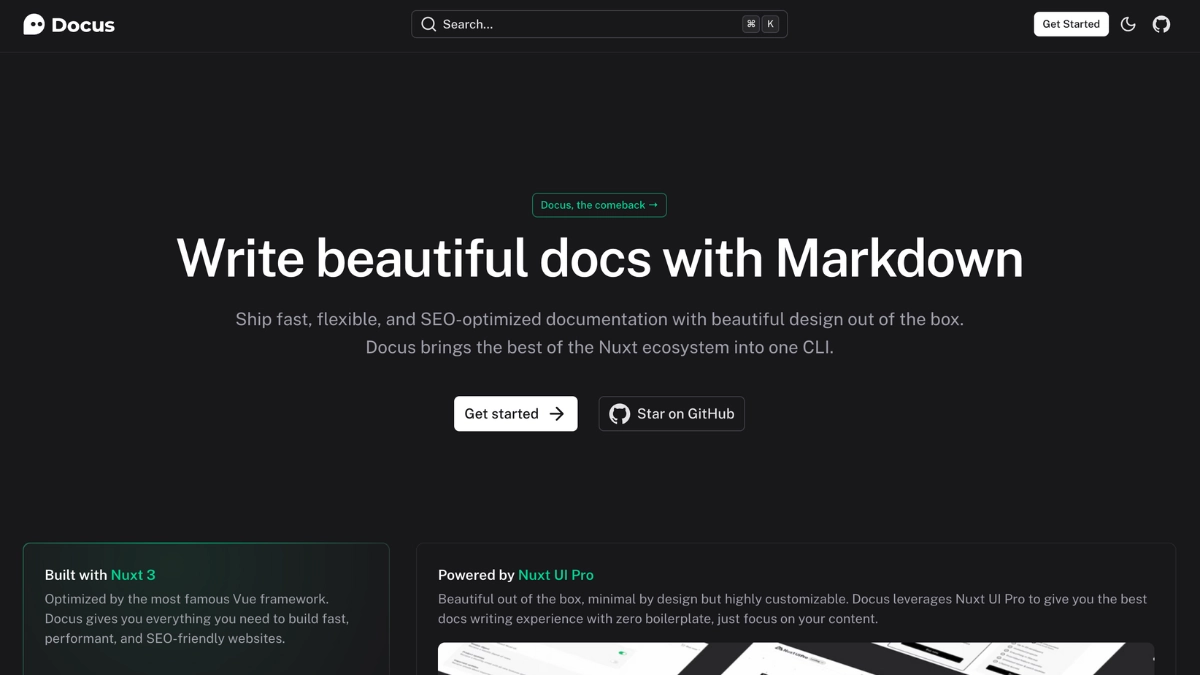 Docus
Search...
⌘ K
Get Started
Docus, the comeback →
Write beautiful docs with Markdown
Ship fast, flexible, and SEO-optimized documentation with beautiful design out of the box.
Docus brings the best of the Nuxt ecosystem into one CLI.
Get started →
Star on GitHub
Built with Nuxt 3
Optimized by the most famous Vue framework.
Docus gives you everything you need to build fast,
performant, and SEO-friendly websites.
Powered by Nuxt UI Pro
Beautiful out of the box, minimal by design but highly customizable. Docus leverages Nuxt UI Pro to give you the best
docs writing experience with zero boilerplate, just focus on your content.